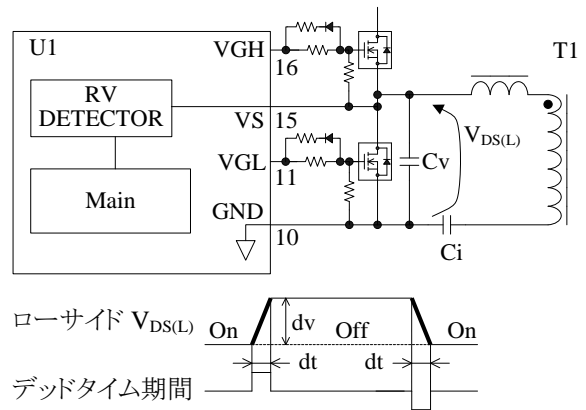 U1
T1
VGH
16
RV
DETECTOR
VS
15
VDS(L)
VGL
11
Cv
Main
GND
10
Ci
ローサイド VDS(L)
On
dv
Off
On
dt
dt
デッドタイム期間